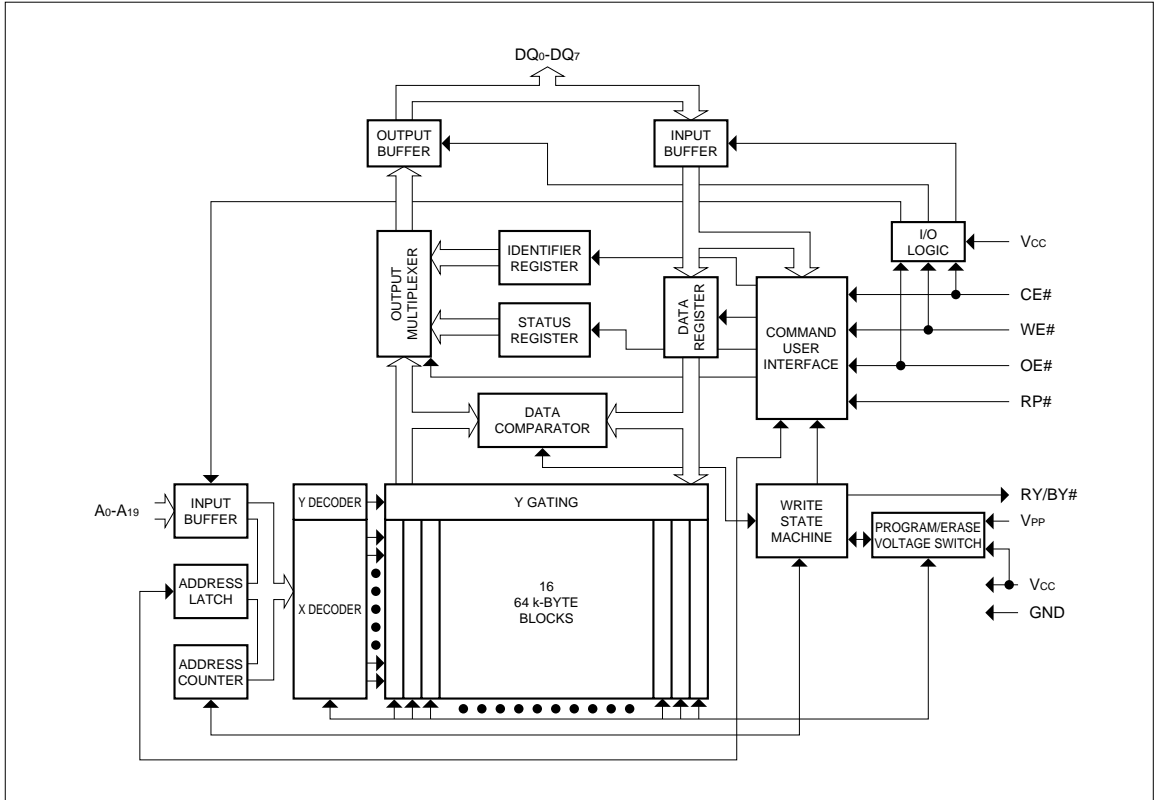 DQ0-DQ7
OUTPUT
BUFFER
INPUT
BUFFER
I/O
LOGIC
VCC
OUTPUT
MULTIPLEXER
IDENTIFIER
REGISTER
STATUS
REGISTER
DATA
REGISTER
COMMAND
USER
INTERFACE
CE#
WE#
OE#
RP#
DATA
COMPARATOR
A0-A19
INPUT
BUFFER
Y DECODER
Y GATING
WRITE
STATE
MACHINE
RY/BY#
PROGRAM/ERASE
VOLTAGE SWITCH
VPP
ADDRESS
LATCH
X DECODER
16
64 k-BYTE
BLOCKS
VCC
GND
ADDRESS
COUNTER